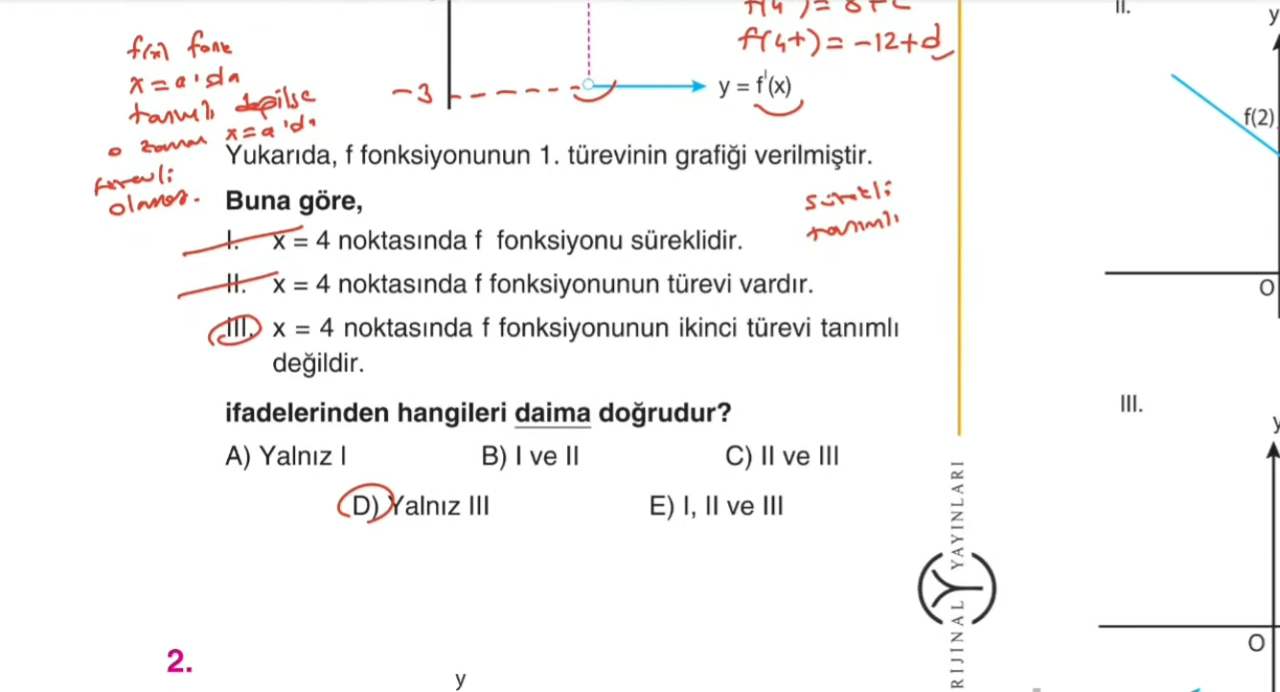 f(4⁻)= 8+c
f(4+) = -12+d
f(x) fonk
x=a'da
tanımlı değilse
o zaman x=a'da
türevli
olamaz.
-3
y = f'(x)
Yukarıda, f fonksiyonunun 1. türevinin grafiği verilmiştir.
Buna göre,
sürekli
tanımlı
I. x = 4 noktasında f fonksiyonu süreklidir.
II. x = 4 noktasında f fonksiyonunun türevi vardır.
III. x = 4 noktasında f fonksiyonunun ikinci türevi tanımlı
değildir.
ifadelerinden hangileri daima doğrudur?
A) Yalnız I B) I ve II C) II ve III
D) Yalnız III E) I, II ve III
2.
y
RIJINAL YAYINLARI
II.
y
f(2)
O
III.
y
O